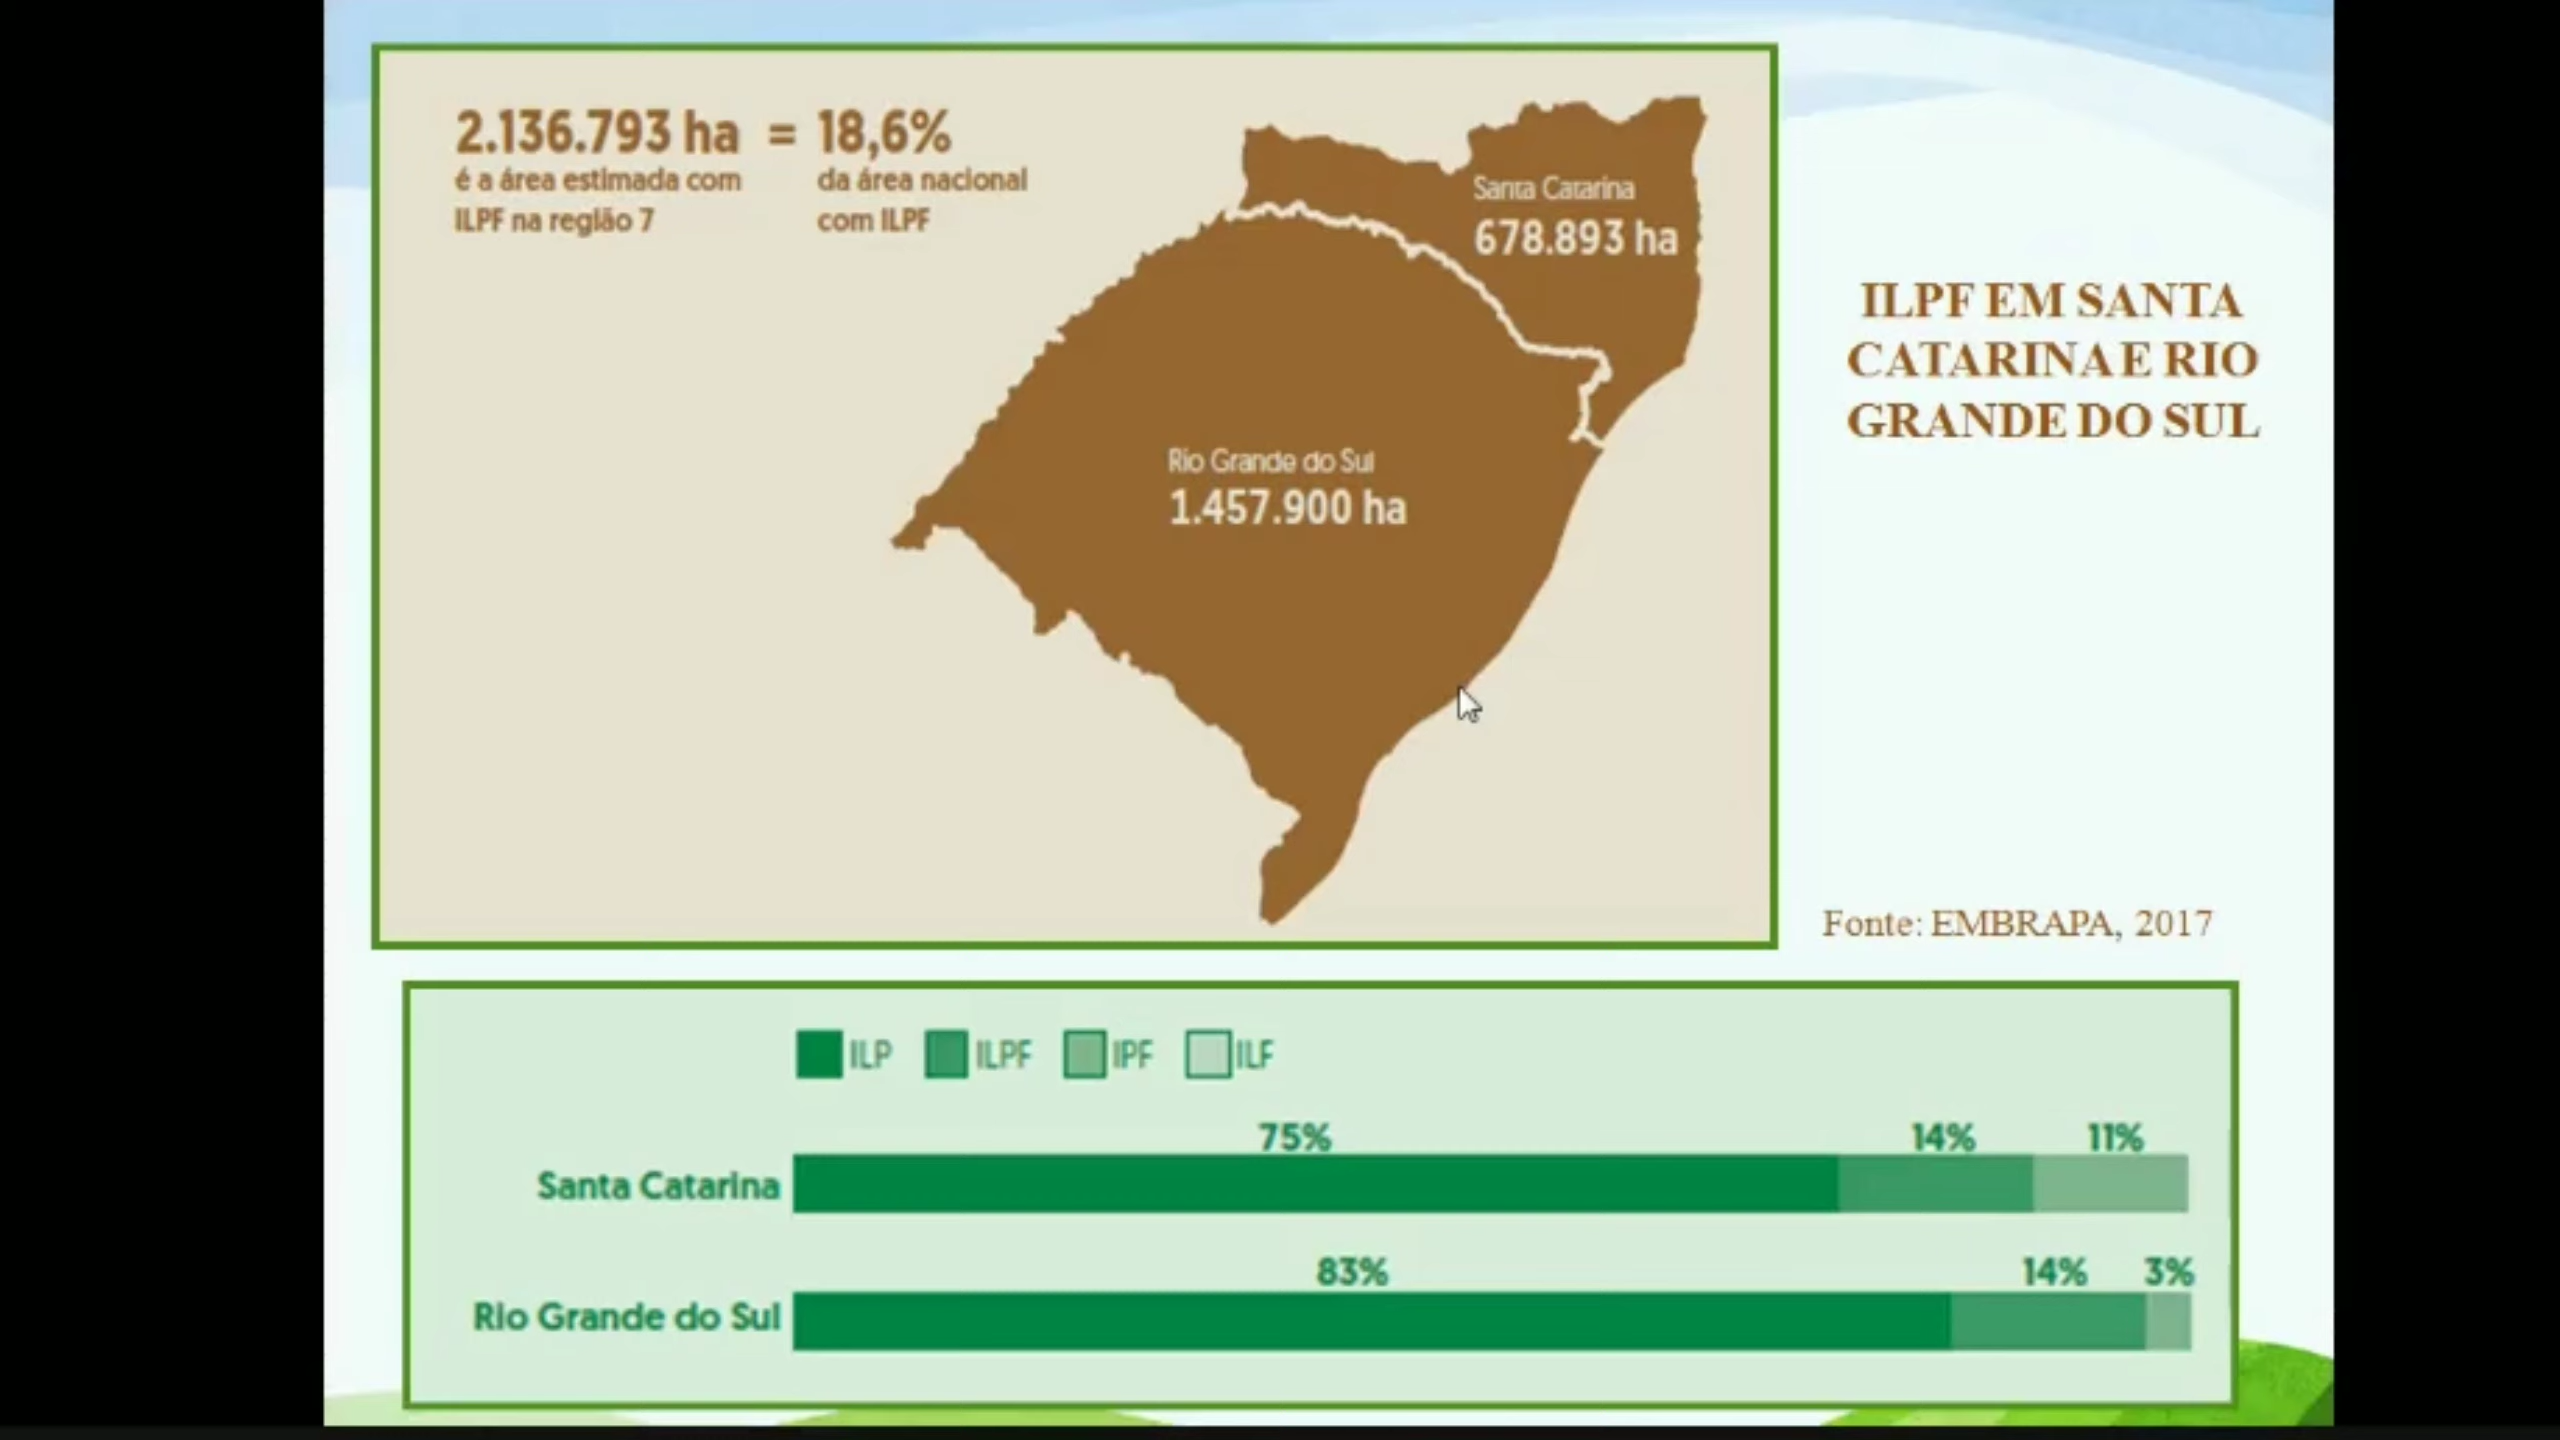 2.136.793 ha = 18,6%
é a área estimada com
ILPF na região 7
da área nacional
com ILPF
Santa Catarina
678.893 ha
Rio Grande do Sul
1.457.900 ha
ILPF EM SANTA
CATARINA E RIO
GRANDE DO SUL
Fonte: EMBRAPA, 2017
ILP ILPF IPF ILF
75% 14% 11%
Santa Catarina
83% 14% 3%
Rio Grande do Sul